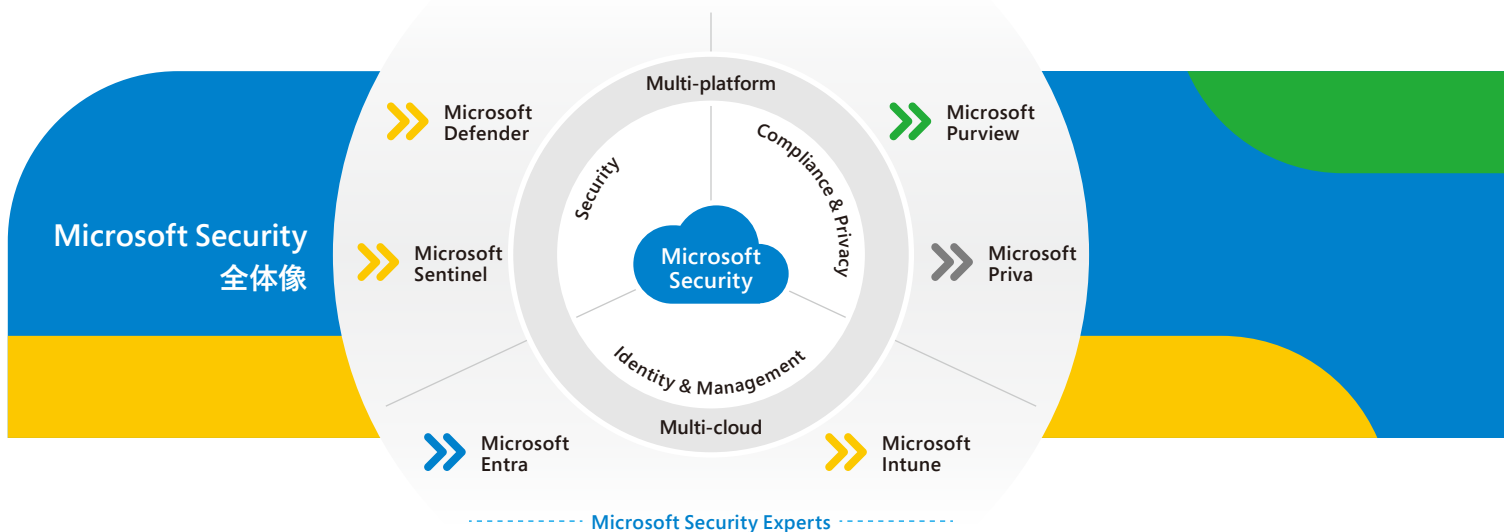 Microsoft Security
全体像
Multi-platform
Microsoft
Defender
Microsoft
Sentinel
Security
Compliance & Privacy
Microsoft
Purview
Microsoft
Priva
Microsoft
Security
Identity & Management
Multi-cloud
Microsoft
Entra
Microsoft
Intune
Microsoft Security Experts